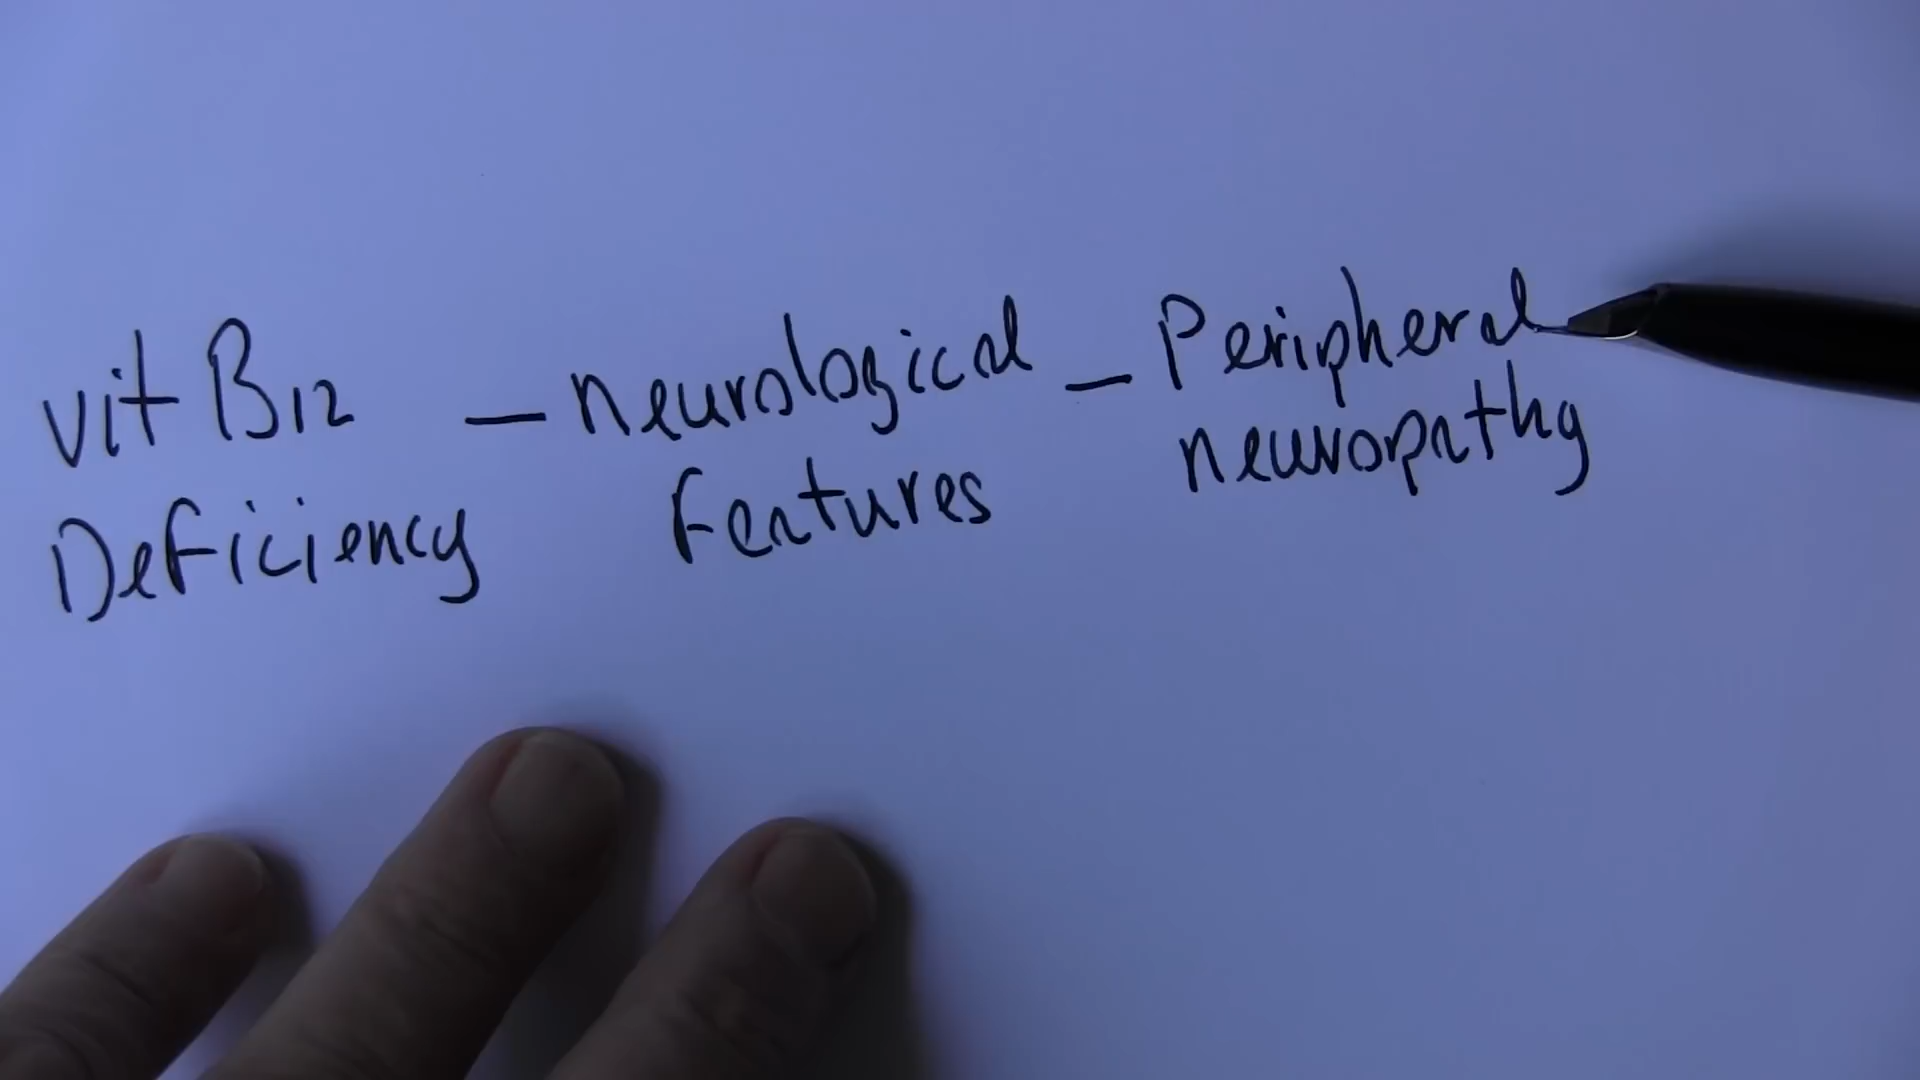 vit B12 – neurological – Peripheral
Deficiency Features neuropathy